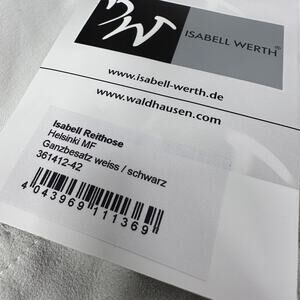 ISABELL WERTH®
www.isabell-werth.de
www.waldhausen.com
Isabell Reithose
Helsinki MF
Ganzbesatz weiss / schwarz
361412-42
4 043969 111369